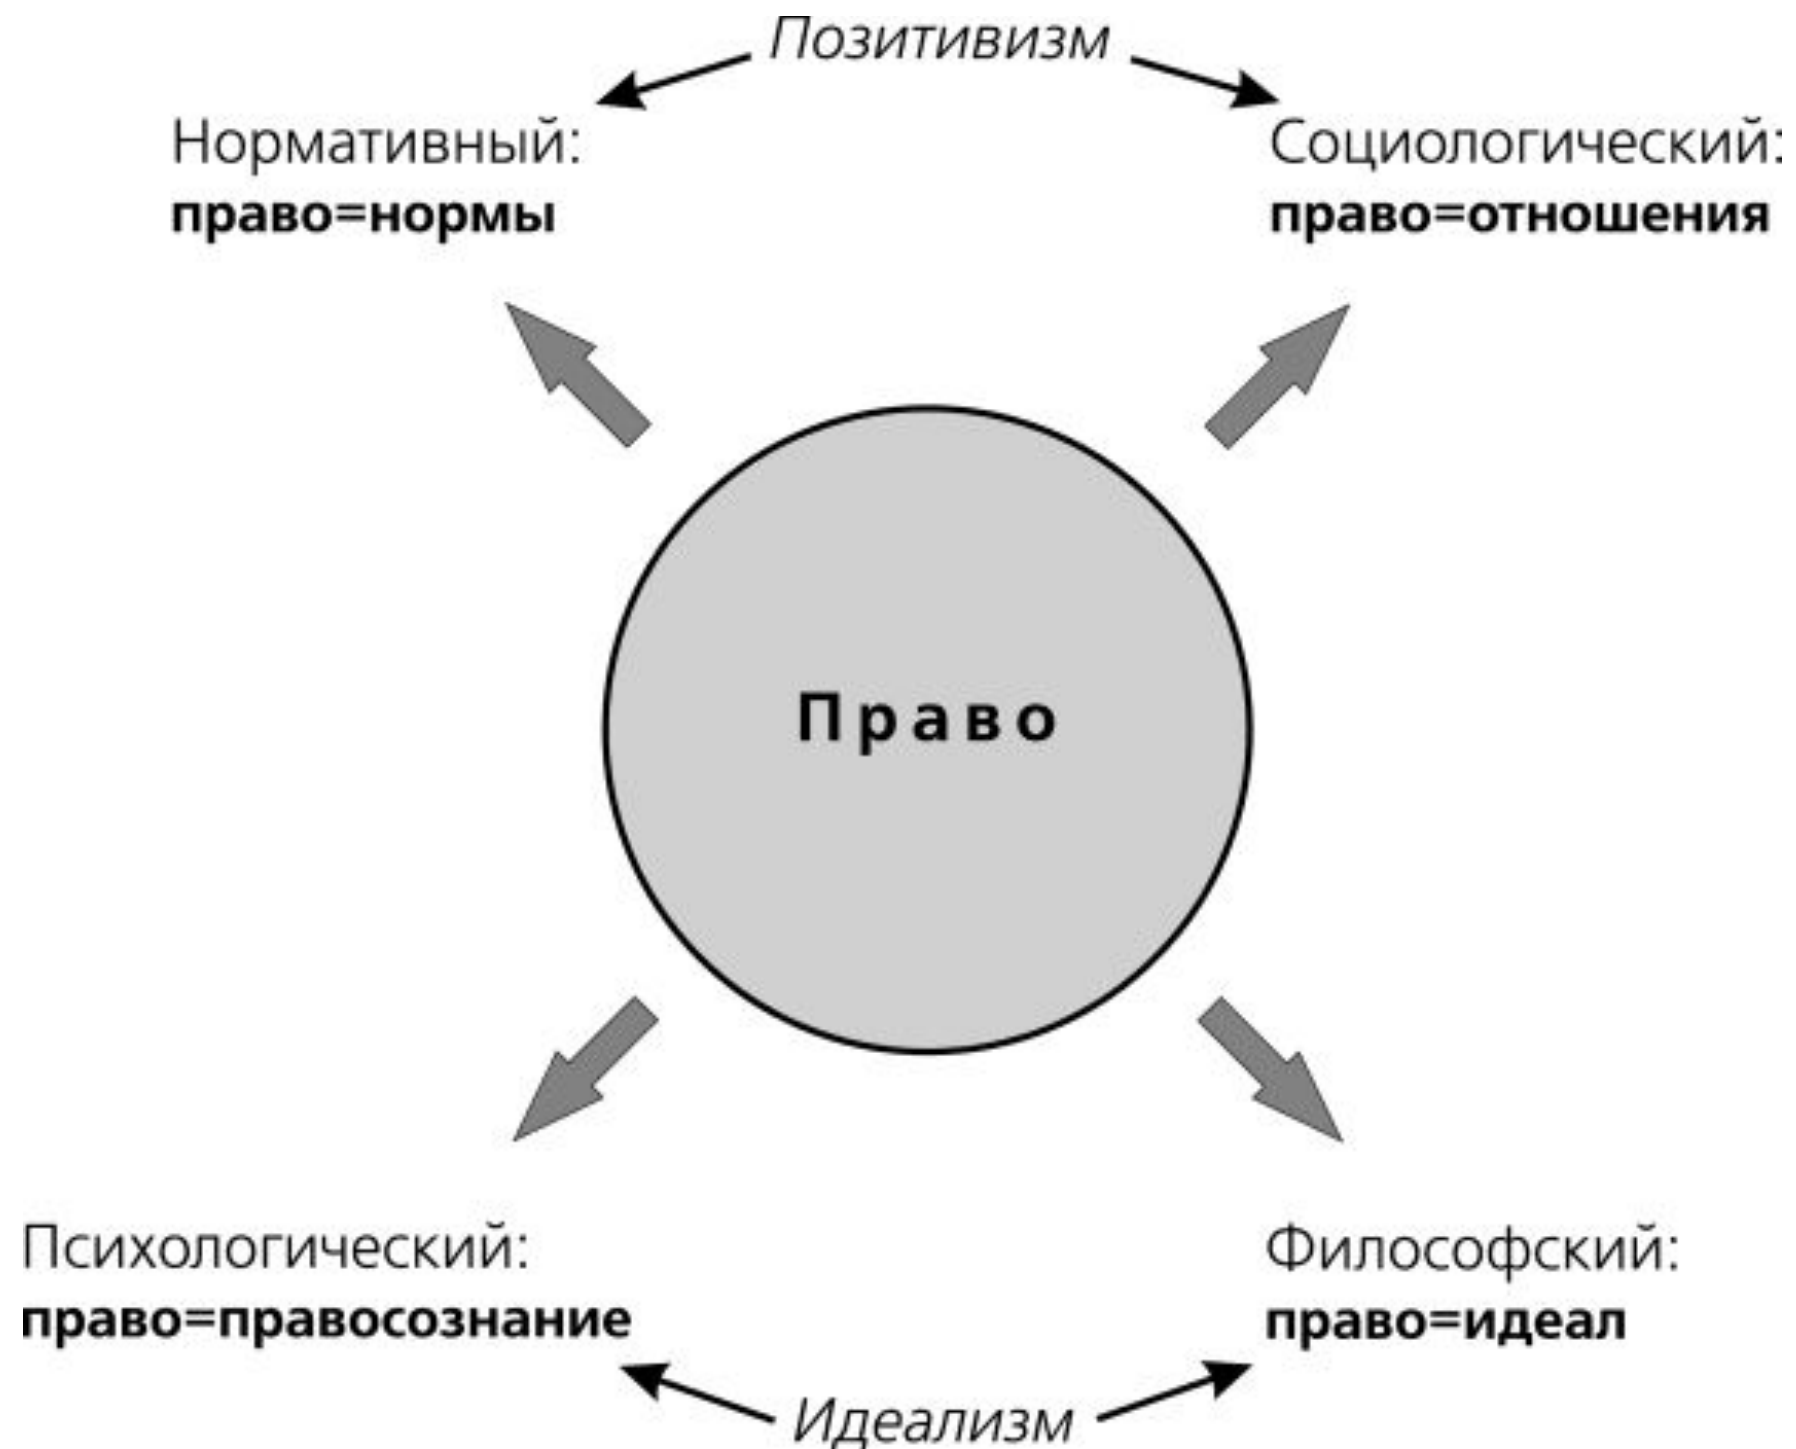 Позитивизм
Нормативный:
право=нормы
Социологический:
право=отношения
Право
Психологический:
право=правосознание
Философский:
право=идеал
Идеализм